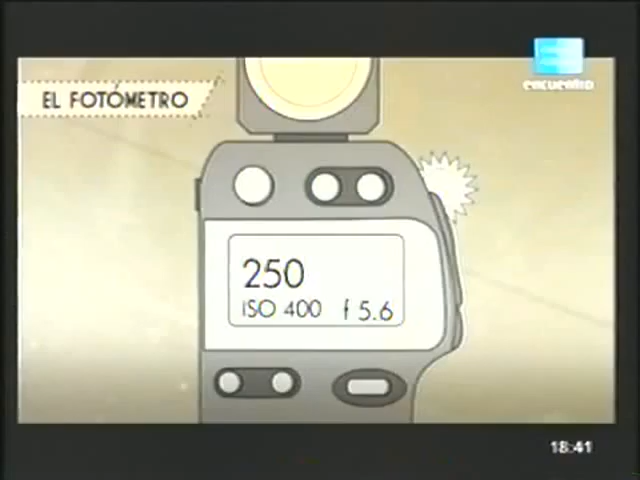 EL FOTÓMETRO
encuentro
250
ISO 400 f 5.6
18:41